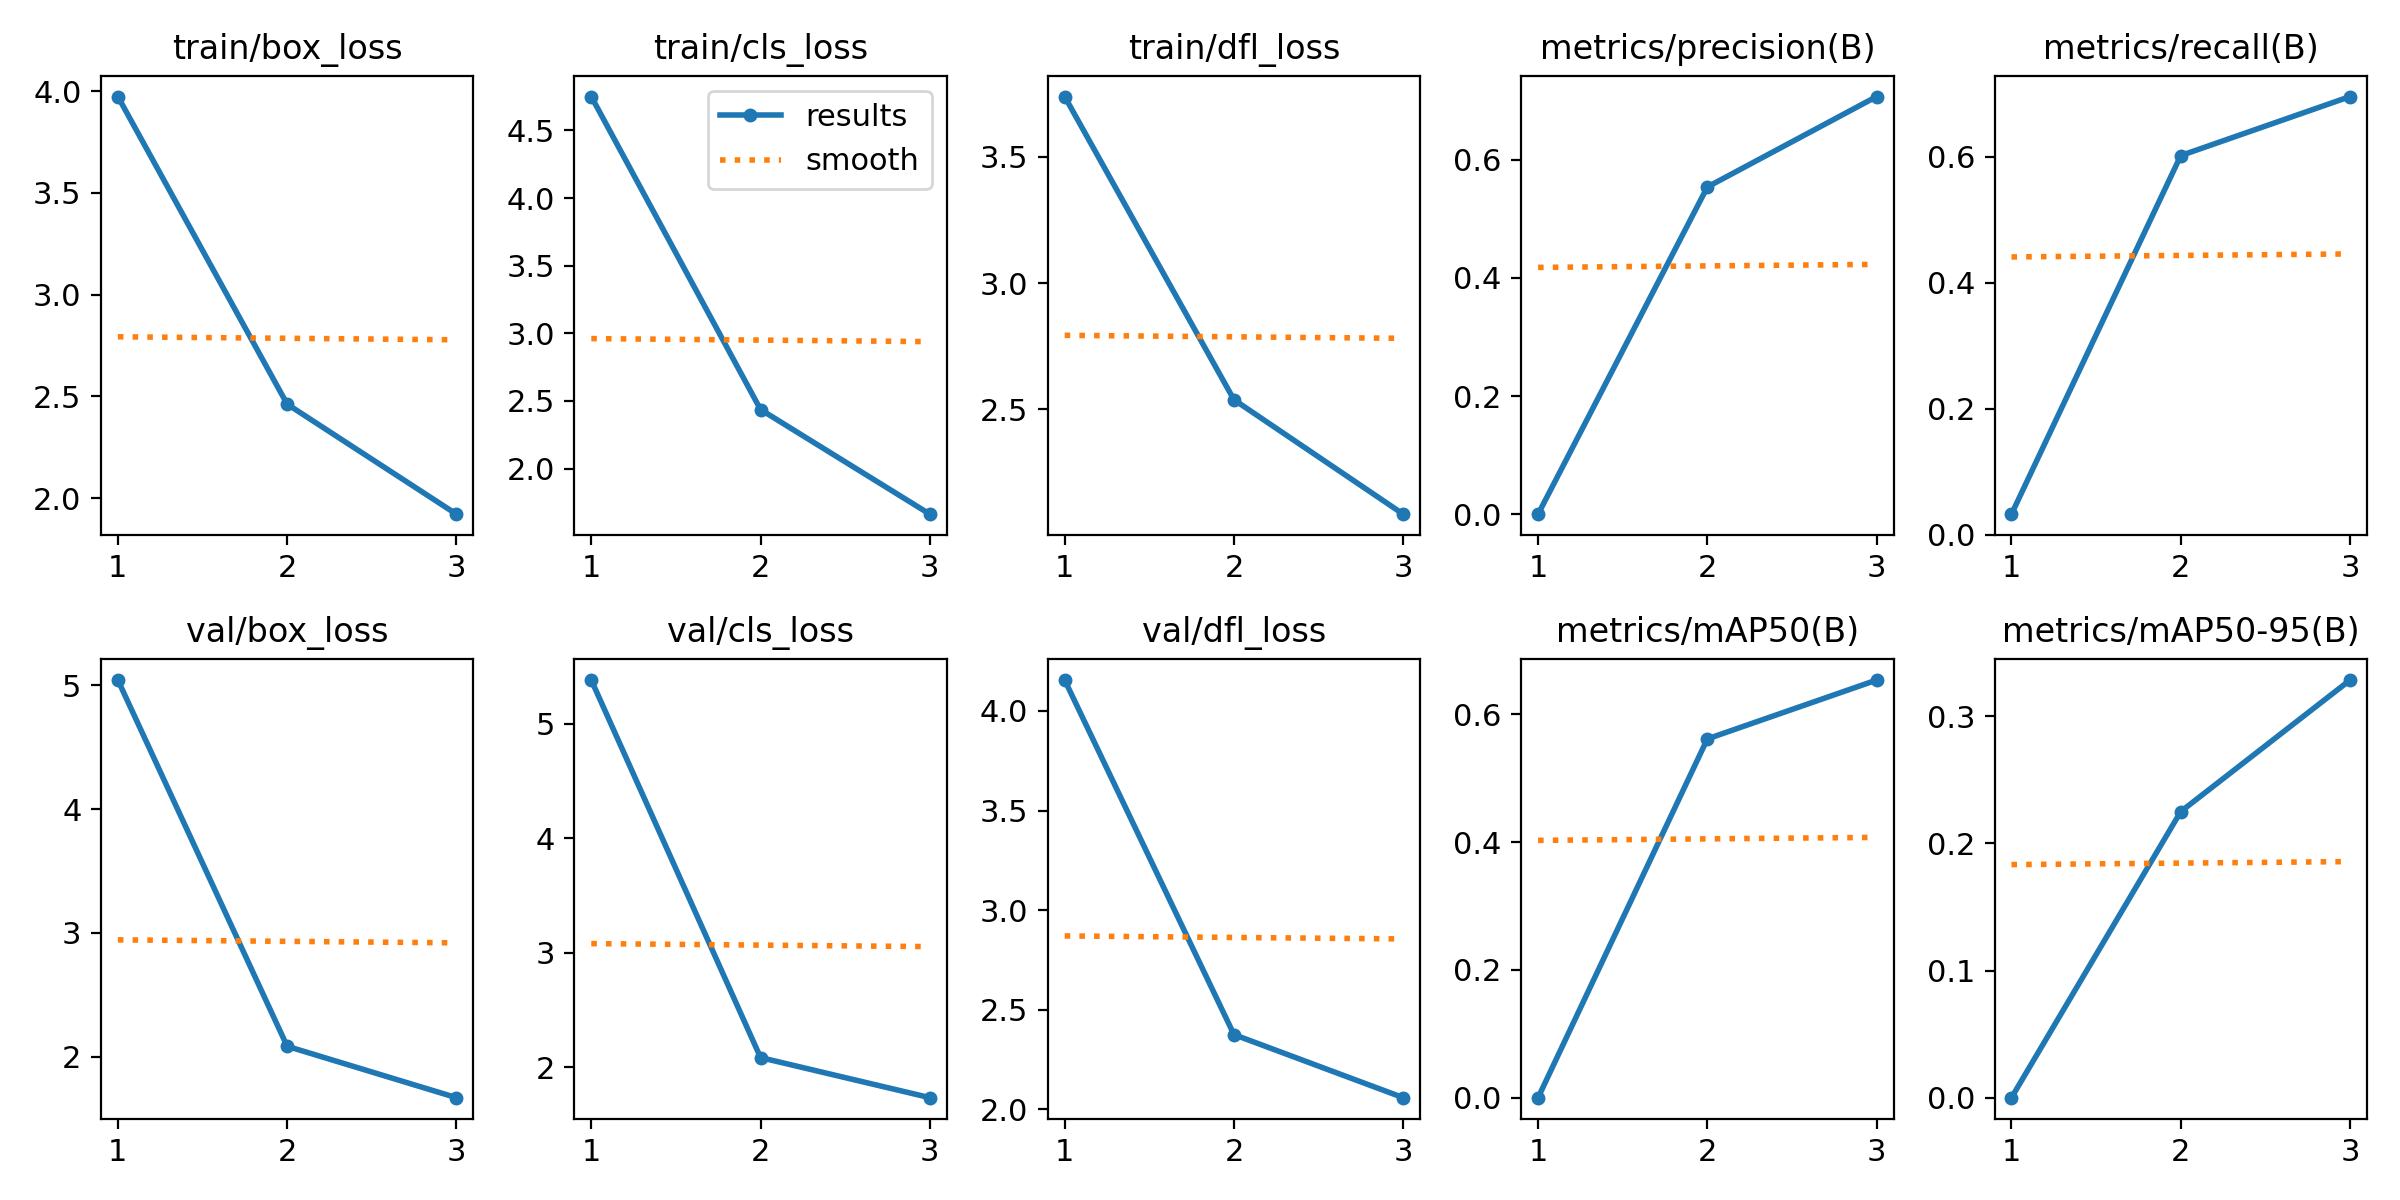 train/box_loss
4.0
3.5
3.0
2.5
2.0
1 2 3
train/cls_loss
results
smooth
4.5
4.0
3.5
3.0
2.5
2.0
1 2 3
train/dfl_loss
3.5
3.0
2.5
1 2 3
metrics/precision(B)
0.6
0.4
0.2
0.0
1 2 3
metrics/recall(B)
0.6
0.4
0.2
0.0
1 2 3
val/box_loss
5
4
3
2
1 2 3
val/cls_loss
5
4
3
2
1 2 3
val/dfl_loss
4.0
3.5
3.0
2.5
2.0
1 2 3
metrics/mAP50(B)
0.6
0.4
0.2
0.0
1 2 3
metrics/mAP50-95(B)
0.3
0.2
0.1
0.0
1 2 3